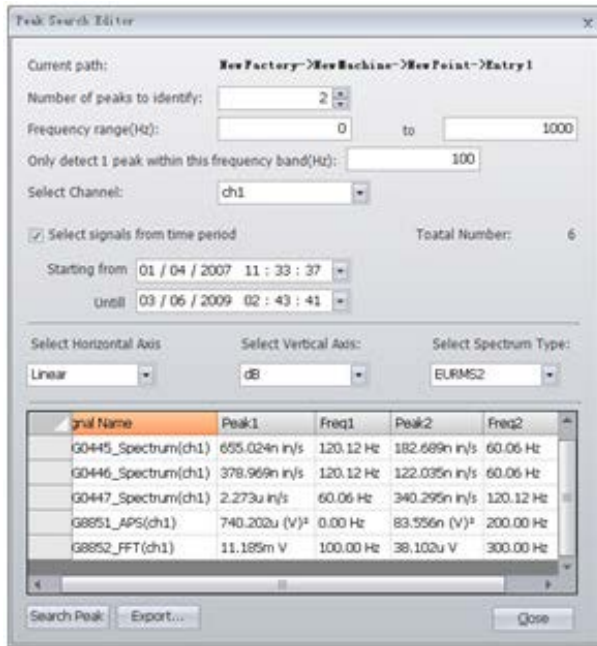 Peak Search Editor
Current path: NewFactory->NewMachine->NewPoint->Entry1
Number of peaks to identify: 2
Frequency range(Hz): 0 to 1000
Only detect 1 peak within this frequency band(Hz): 100
Select Channel: ch1
Select signals from time period Toatal Number: 6
Starting from 01 / 04 / 2007 11 : 33 : 37
Untill 03 / 06 / 2009 02 : 43 : 41
Select Horizontal Axis Select Vertical Axis: Select Spectrum Type:
Linear dB EURMS2
gnal Name Peak1 Freq1 Peak2 Freq2
G0445_Spectrum(ch1) 655.024n in/s 120.12 Hz 182.689n in/s 60.06 Hz
G0446_Spectrum(ch1) 378.969n in/s 120.12 Hz 122.035n in/s 60.06 Hz
G0447_Spectrum(ch1) 2.273u in/s 60.06 Hz 340.295n in/s 120.12 Hz
G8851_APS(ch1) 740.202u (V)² 0.00 Hz 83.556n (V)² 200.00 Hz
G8852_FFT(ch1) 11.185m V 100.00 Hz 38.102u V 300.00 Hz
Search Peak Export... Close